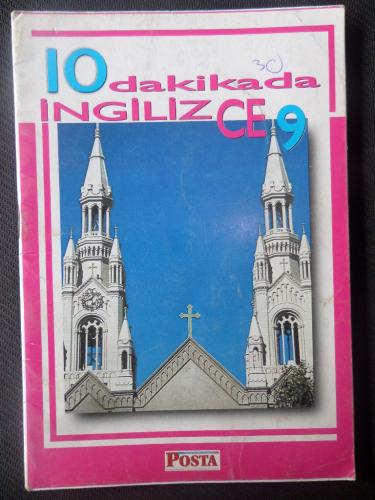 10 dakikada
30
İNGİLİZCE 9
POSTA